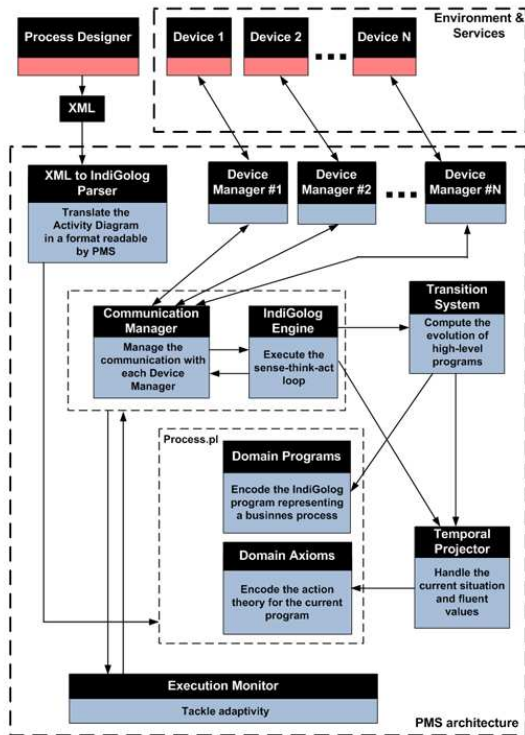 Process Designer
Device 1
Device 2
Device N
Environment &
Services
XML
XML to IndiGolog
Parser
Translate the
Activity Diagram
in a format readable
by PMS
Device
Manager #1
Device
Manager #2
Device
Manager #N
Communication
Manager
Manage the
communication with
each Device
Manager
IndiGolog
Engine
Execute the
sense-think-act
loop
Transition
System
Compute the
evolution of
high-level
programs
Process.pl
Domain Programs
Encode the IndiGolog
program representing
a businnes process
Domain Axioms
Encode the action
theory for the current
program
Temporal
Projector
Handle the
current situation
and fluent
values
Execution Monitor
Tackle adaptivity
PMS architecture